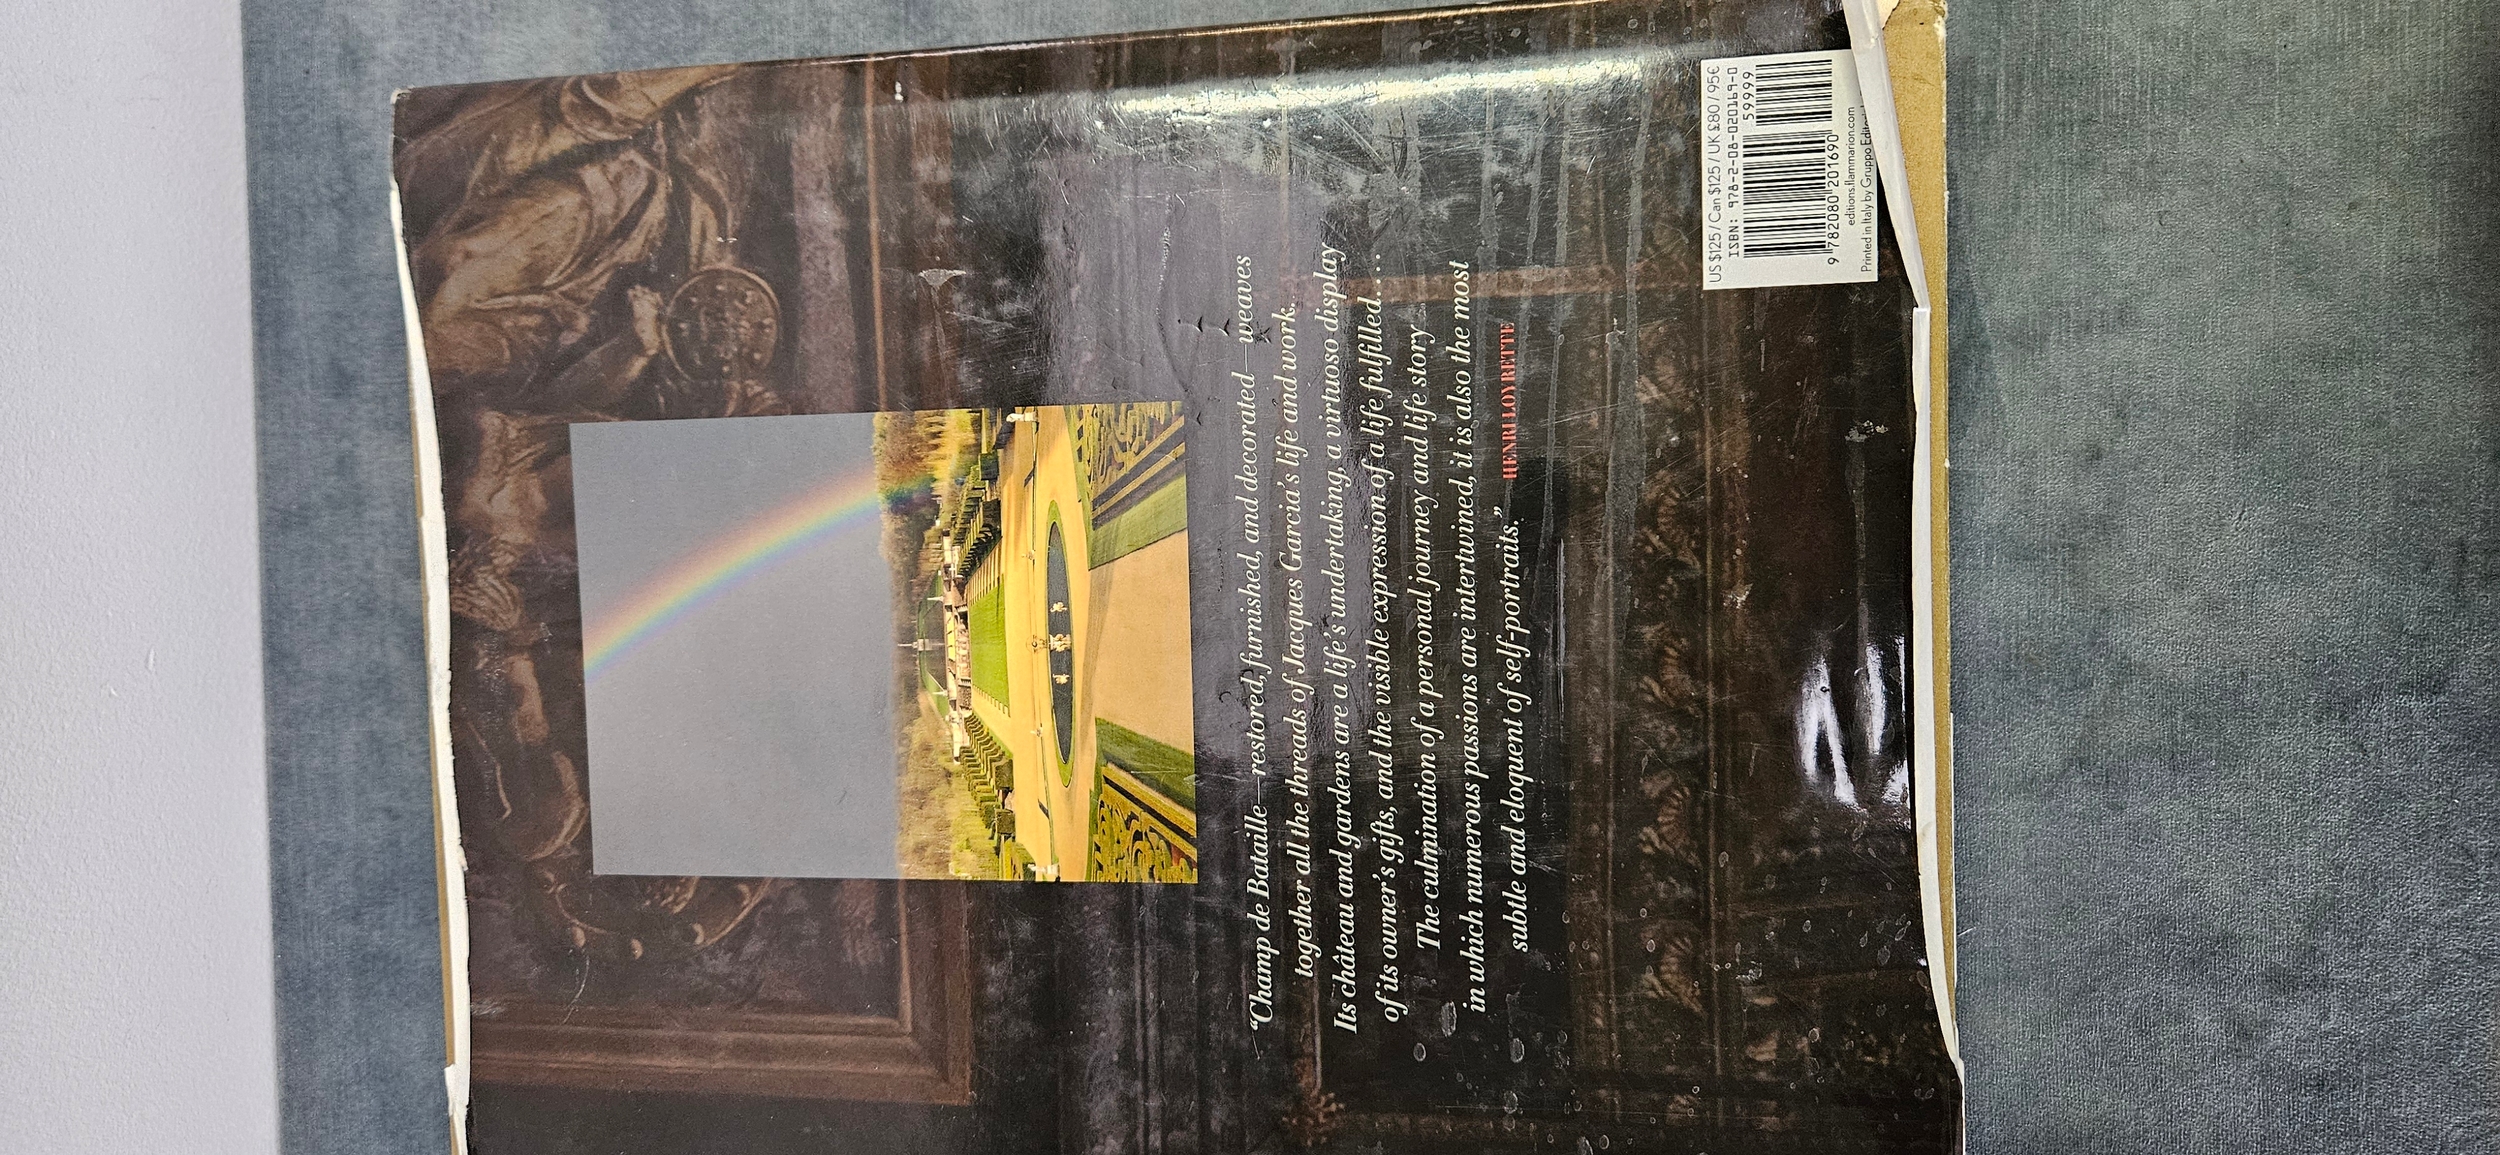 “Champ de Bataille—restored, furnished, and decorated—weaves
together all the threads of Jacques Garcia’s life and work.
Its château and gardens are a life’s undertaking, a virtuoso display
of its owner’s gifts, and the visible expression of a life fulfilled....
The culmination of a personal journey and life story
in which numerous passions are intertwined, it is also the most
subtle and eloquent of self-portraits.”
HENRI LOYRETTE
US $125 / Can $125 / UK £80 / 95€
ISBN: 978-2-08-020169-0
59999
9 782080 201690
editions.flammarion.com
Printed in Italy by Gruppo